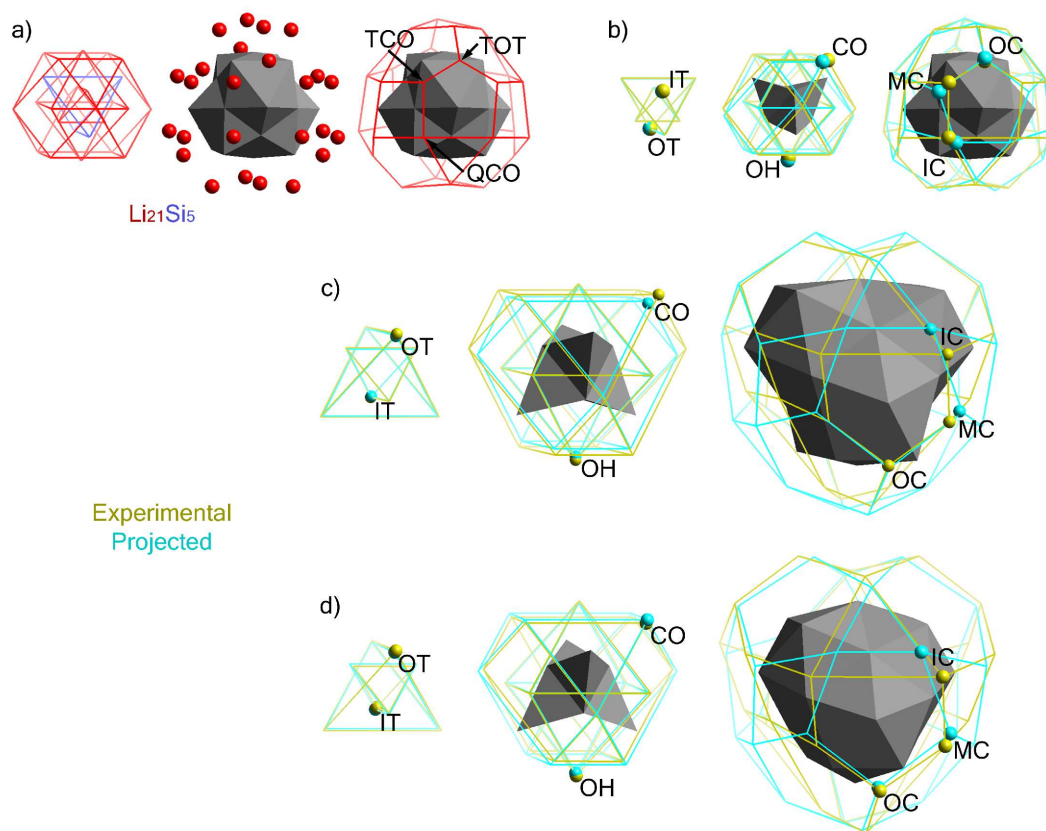 a)
TCO
TOT
QCO
Li21Si5
b)
IT
OT
CO
OH
OC
MC
IC
c)
OT
IT
CO
OH
IC
MC
OC
Experimental
Projected
d)
OT
IT
CO
OH
IC
MC
OC